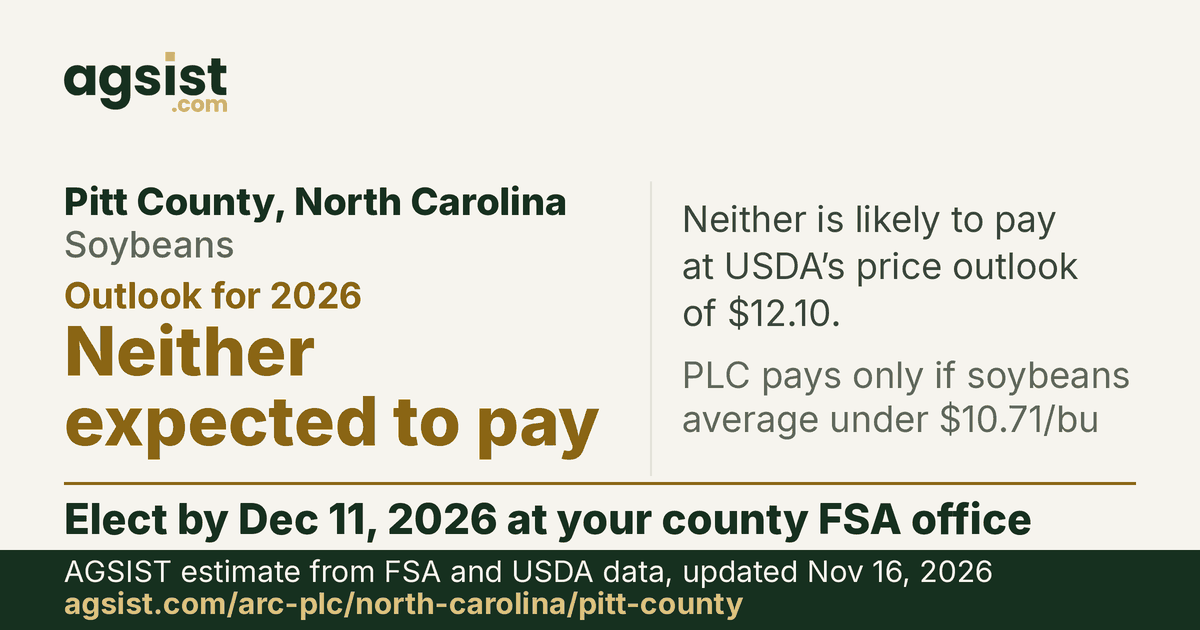 agsist
.com
Pitt County, North Carolina
Soybeans
Outlook for 2026
Neither
expected to pay
Neither is likely to pay
at USDA’s price outlook
of $12.10.
PLC pays only if soybeans
average under $10.71/bu
Elect by Dec 11, 2026 at your county FSA office
AGSIST estimate from FSA and USDA data, updated Nov 16, 2026
agsist.com/arc-plc/north-carolina/pitt-county